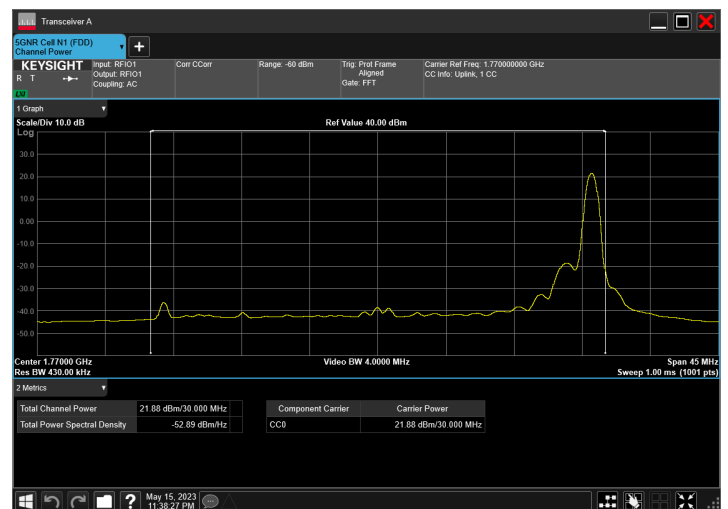 Transceiver A
5GNR Cell N1 (FDD)
Channel Power
KEYSIGHT
R T
LXI
Input: RFIO1
Output: RFIO1
Coupling: AC
Corr CCorr
Range: -60 dBm
Trig: Prot Frame
Aligned
Gate: FFT
Carrier Ref Freq: 1.770000000 GHz
CC Info: Uplink, 1 CC
1 Graph
Scale/Div 10.0 dB
Ref Value 40.00 dBm
Log
30.0
20.0
10.0
0.00
-10.0
-20.0
-30.0
-40.0
-50.0
Center 1.77000 GHz
Video BW 4.0000 MHz
Span 45 MHz
Res BW 430.00 kHz
Sweep 1.00 ms (1001 pts)
2 Metrics
Total Channel Power 21.88 dBm/30.000 MHz
Total Power Spectral Density -52.89 dBm/Hz
Component Carrier Carrier Power
CC0 21.88 dBm/30.000 MHz
May 15, 2023
11:38:27 PM